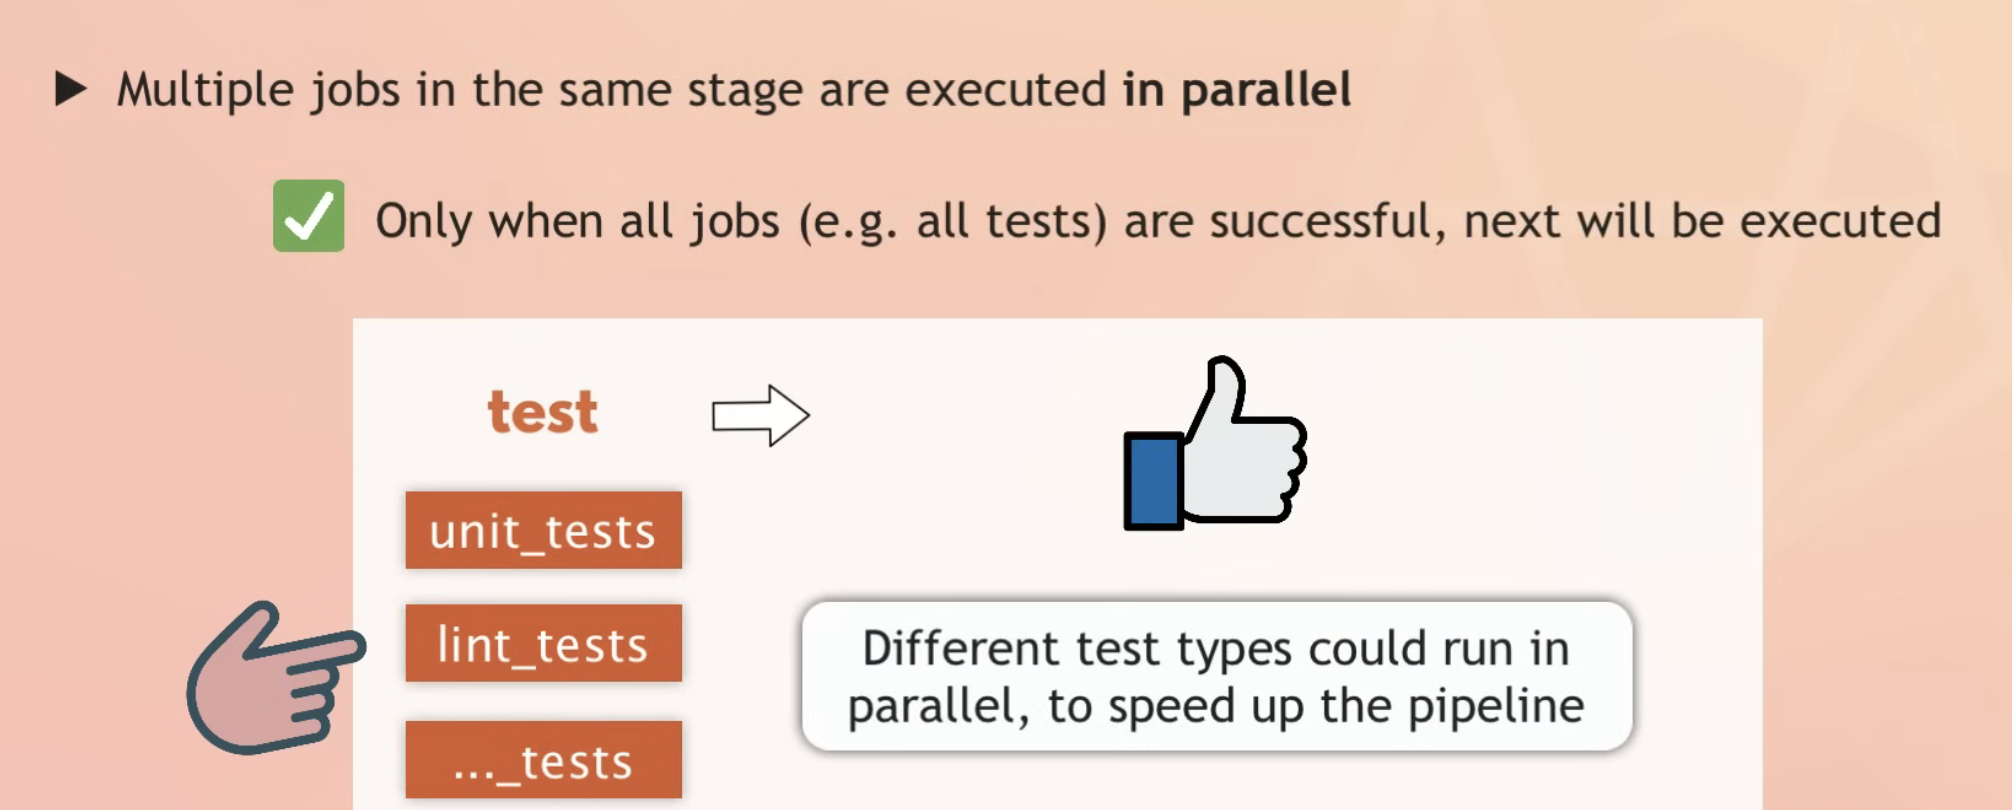 Multiple jobs in the same stage are executed in parallel
Only when all jobs (e.g. all tests) are successful, next will be executed
test
unit_tests
lint_tests
..._tests
Different test types could run in
parallel, to speed up the pipeline